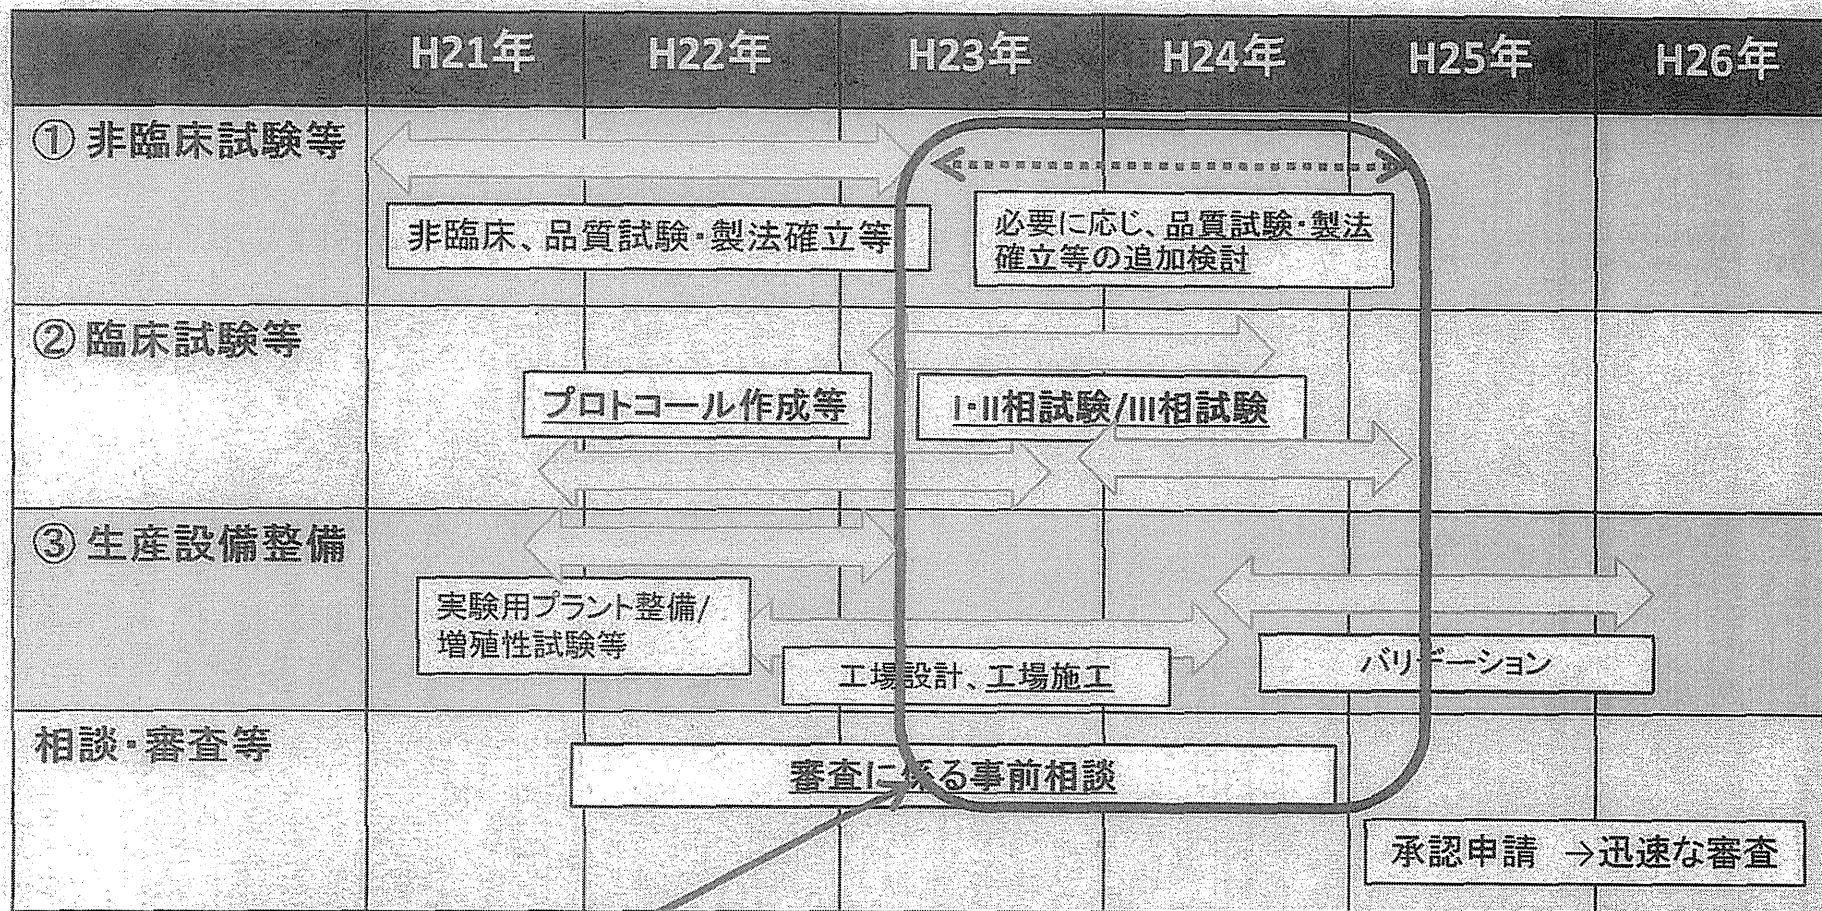 H21年 H22年 H23年 H24年 H25年 H26年
① 非臨床試験等
非臨床、品質試験・製法確立等
必要に応じ、品質試験・製法
確立等の追加検討
② 臨床試験等
プロトコール作成等
I・II相試験/III相試験
③ 生産設備整備
実験用プラント整備/
増殖性試験等
工場設計、工場施工
バリデーション
相談・審査等
審査に係る事前相談
承認申請 →迅速な審査